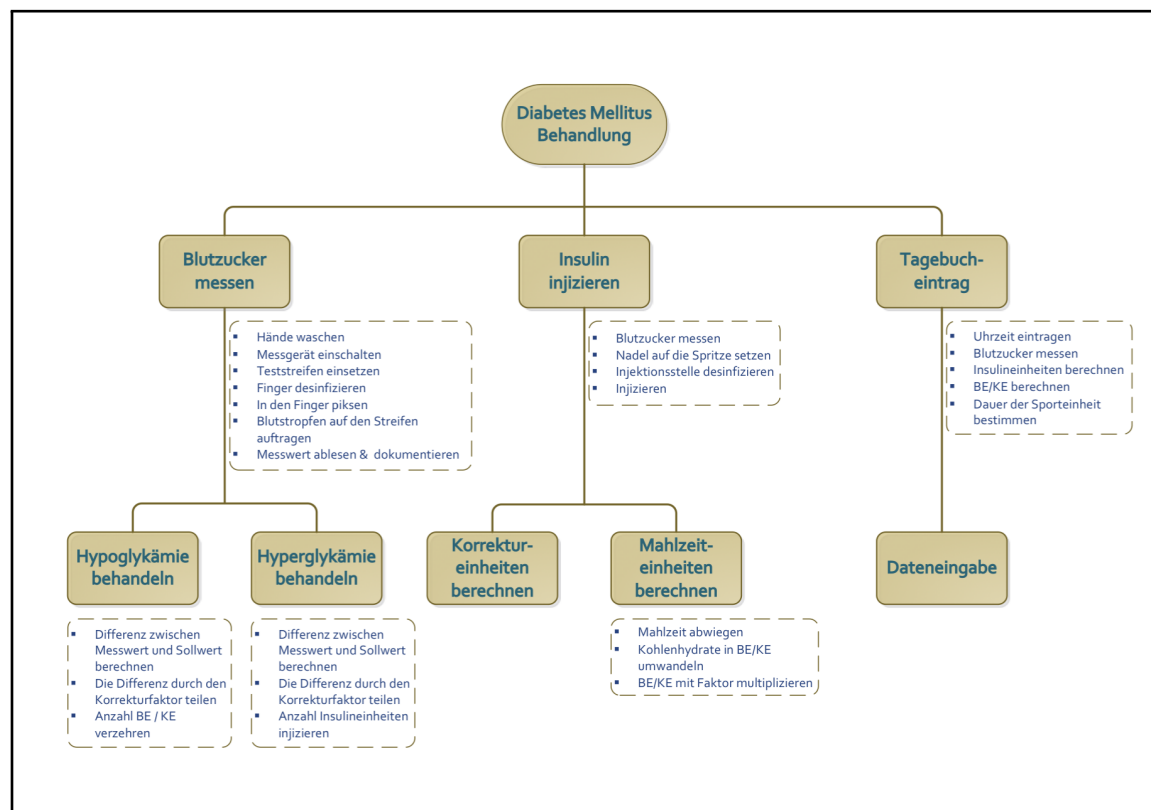 Diabetes Mellitus
Behandlung
Blutzucker
messen
Insulin
injizieren
Tagebuch-
eintrag
▪ Hände waschen
▪ Messgerät einschalten
▪ Teststreifen einsetzen
▪ Finger desinfizieren
▪ In den Finger piksen
▪ Blutstropfen auf den Streifen
auftragen
▪ Messwert ablesen & dokumentieren
▪ Blutzucker messen
▪ Nadel auf die Spritze setzen
▪ Injektionsstelle desinfizieren
▪ Injizieren
▪ Uhrzeit eintragen
▪ Blutzucker messen
▪ Insulineinheiten berechnen
▪ BE/KE berechnen
▪ Dauer der Sporteinheit
bestimmen
Hypoglykämie
behandeln
Hyperglykämie
behandeln
Korrektur-
einheiten
berechnen
Mahlzeit-
einheiten
berechnen
Dateneingabe
▪ Differenz zwischen
Messwert und Sollwert
berechnen
▪ Die Differenz durch den
Korrekturfaktor teilen
▪ Anzahl BE / KE
verzehren
▪ Differenz zwischen
Messwert und Sollwert
berechnen
▪ Die Differenz durch den
Korrekturfaktor teilen
▪ Anzahl Insulineinheiten
injizieren
▪ Mahlzeit abwiegen
▪ Kohlenhydrate in BE/KE
umwandeln
▪ BE/KE mit Faktor multiplizieren